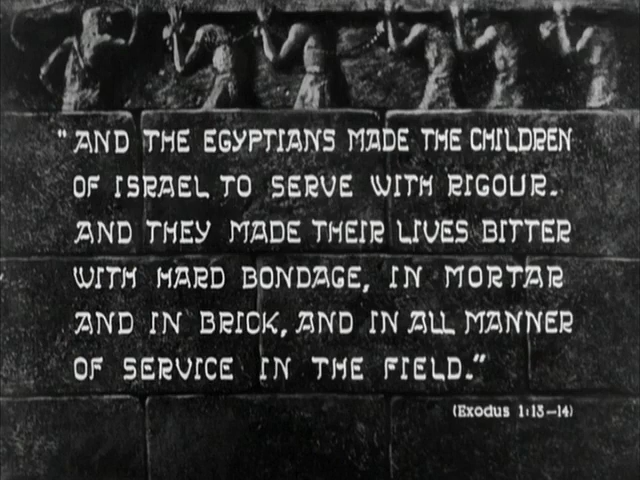 "AND THE EGYPTIANS MADE THE CHILDREN
OF ISRAEL TO SERVE WITH RIGOUR.
AND THEY MADE THEIR LIVES BITTER
WITH HARD BONDAGE, IN MORTAR
AND IN BRICK, AND IN ALL MANNER
OF SERVICE IN THE FIELD."
(Exodus 1:13-14)